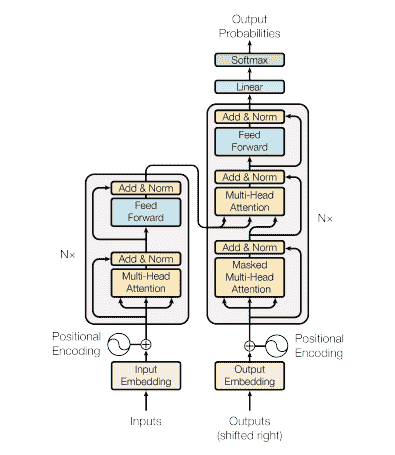 Output
Probabilities
Softmax
Linear
Add & Norm
Feed
Forward
Add & Norm
Multi-Head
Attention
Add & Norm
Masked
Multi-Head
Attention
N×
Add & Norm
Feed
Forward
Add & Norm
Multi-Head
Attention
N×
Positional
Encoding
Positional
Encoding
Input
Embedding
Output
Embedding
Inputs
Outputs
(shifted right)